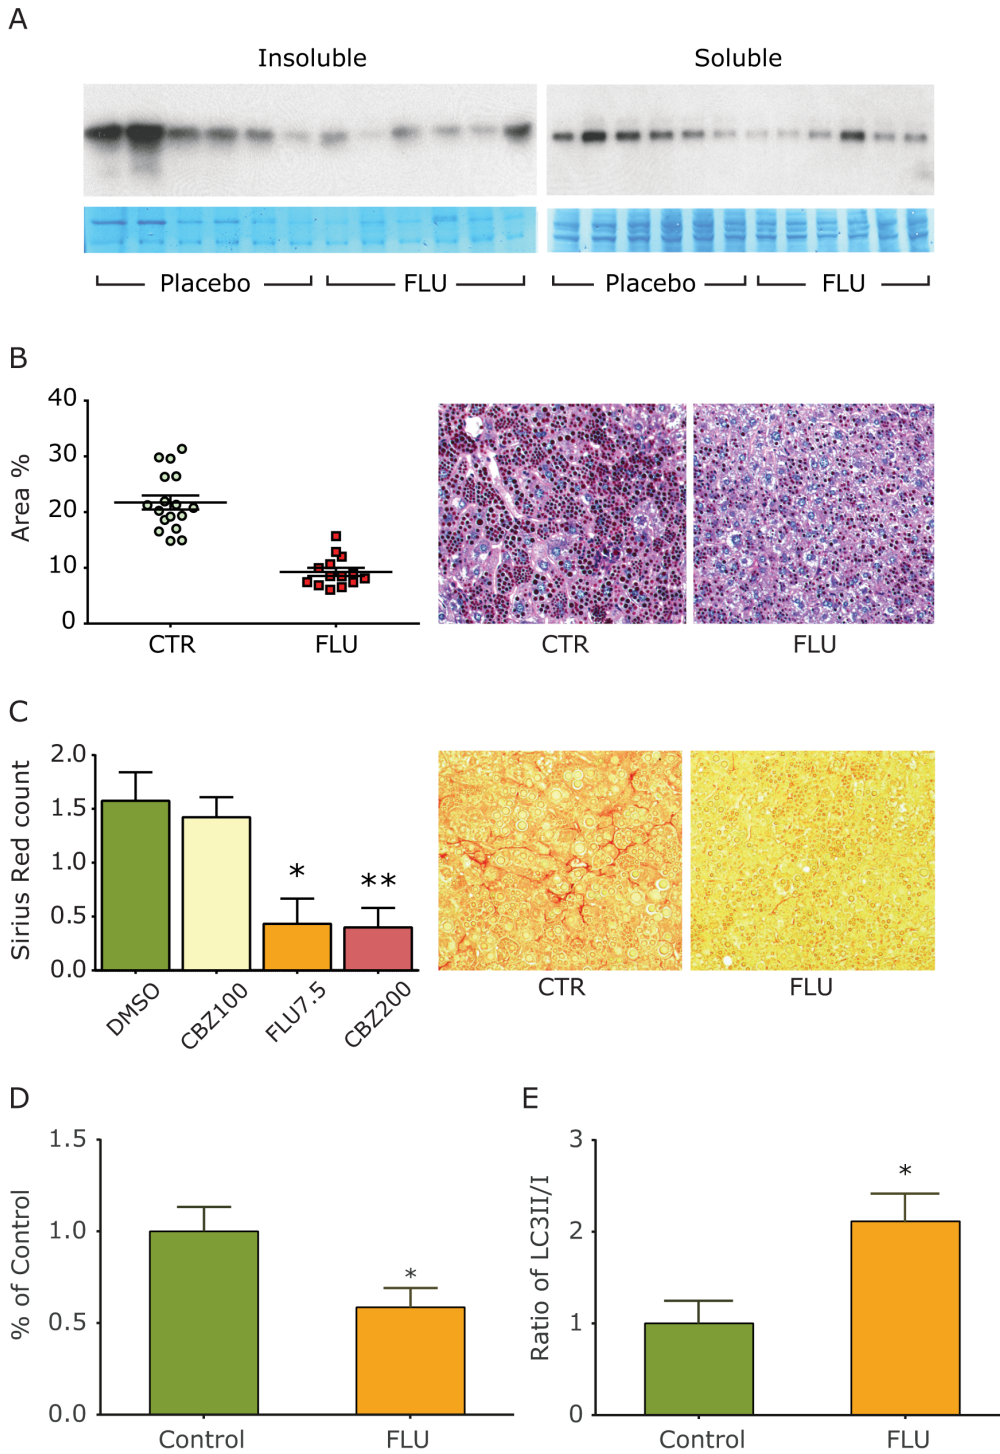 A
Insoluble
Soluble
Placebo
FLU
Placebo
FLU
B
Area %
40
30
20
10
0
CTR
FLU
CTR
FLU
C
Sirius Red count
2.0
1.5
1.0
0.5
0.0
*
**
DMSO
CBZ100
FLU7.5
CBZ200
CTR
FLU
D
% of Control
1.5
1.0
0.5
0.0
*
Control
FLU
E
Ratio of LC3II/I
3
2
1
0
*
Control
FLU